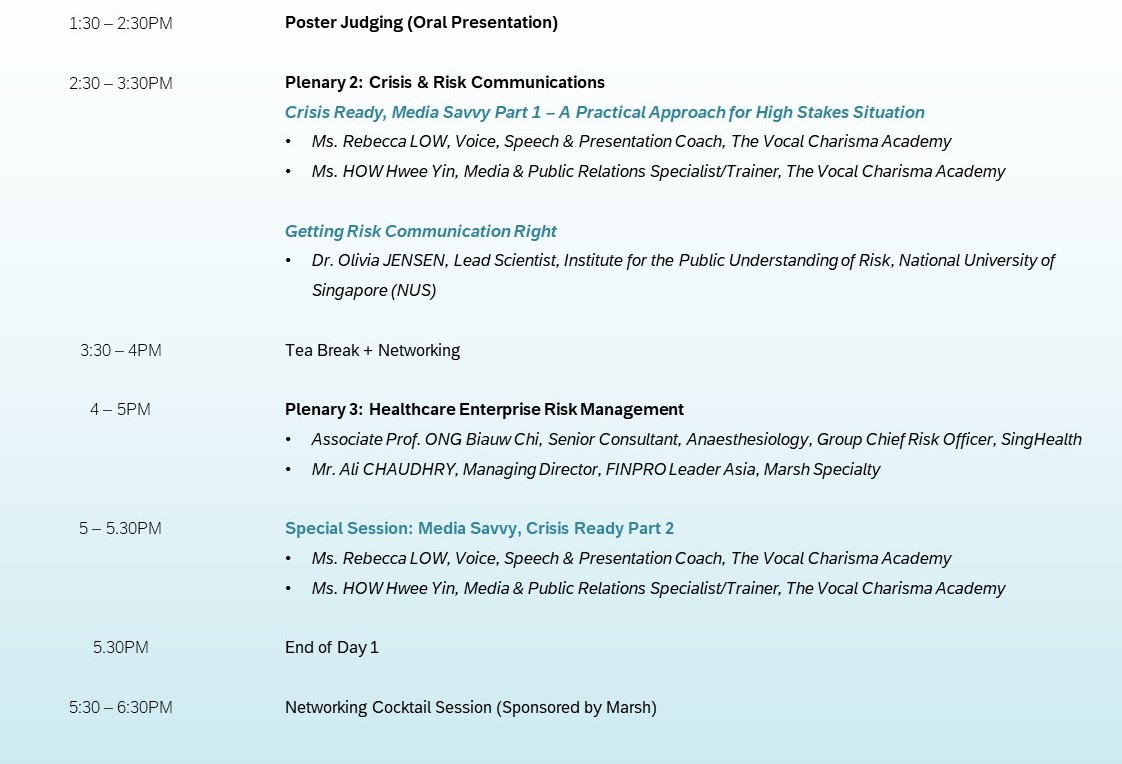 1:30 – 2:30PM Poster Judging (Oral Presentation)
2:30 – 3:30PM Plenary 2: Crisis & Risk Communications
Crisis Ready, Media Savvy Part 1 – A Practical Approach for High Stakes Situation
• Ms. Rebecca LOW, Voice, Speech & Presentation Coach, The Vocal Charisma Academy
• Ms. HOW Hwee Yin, Media & Public Relations Specialist/Trainer, The Vocal Charisma Academy
Getting Risk Communication Right
• Dr. Olivia JENSEN, Lead Scientist, Institute for the Public Understanding of Risk, National University of
Singapore (NUS)
3:30 – 4PM Tea Break + Networking
4 – 5PM Plenary 3: Healthcare Enterprise Risk Management
• Associate Prof. ONG Biauw Chi, Senior Consultant, Anaesthesiology, Group Chief Risk Officer, SingHealth
• Mr. Ali CHAUDHRY, Managing Director, FINPRO Leader Asia, Marsh Specialty
5 – 5.30PM Special Session: Media Savvy, Crisis Ready Part 2
• Ms. Rebecca LOW, Voice, Speech & Presentation Coach, The Vocal Charisma Academy
• Ms. HOW Hwee Yin, Media & Public Relations Specialist/Trainer, The Vocal Charisma Academy
5.30PM End of Day 1
5:30 – 6:30PM Networking Cocktail Session (Sponsored by Marsh)